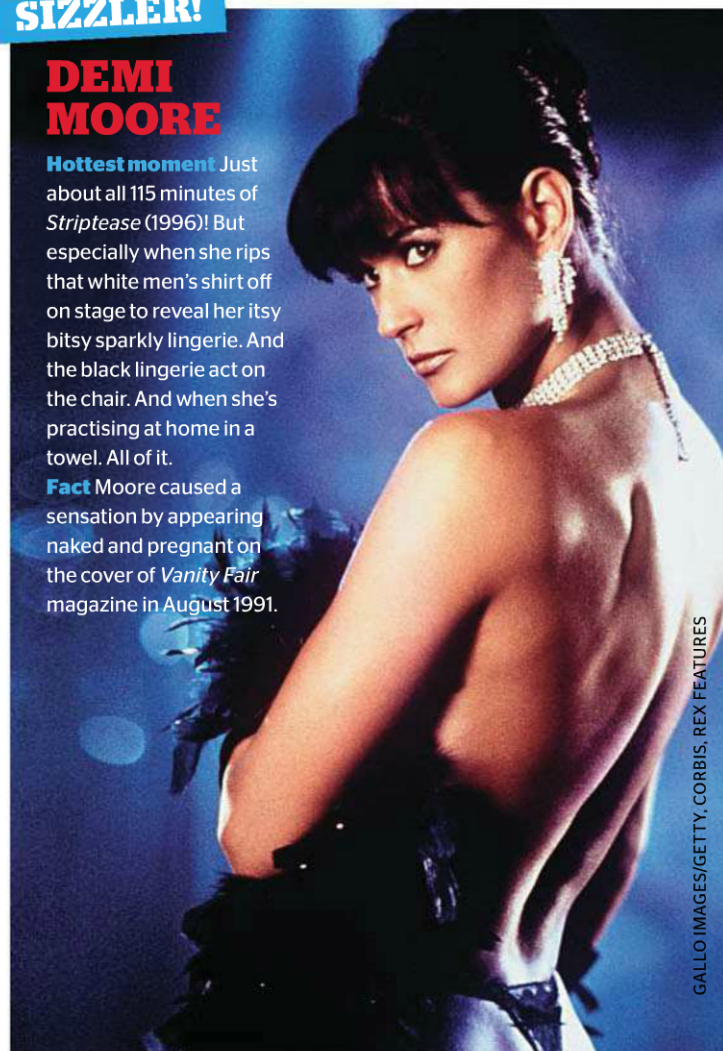 SIZZLER!
DEMI
MOORE
Hottest moment Just
about all 115 minutes of
Striptease (1996)! But
especially when she rips
that white men's shirt off
on stage to reveal her itsy
bitsy sparkly lingerie. And
the black lingerie act on
the chair. And when she's
practising at home in a
towel. All of it.
Fact Moore caused a
sensation by appearing
naked and pregnant on
the cover of Vanity Fair
magazine in August 1991.
GALLO IMAGES/GETTY, CORBIS, REX FEATURES